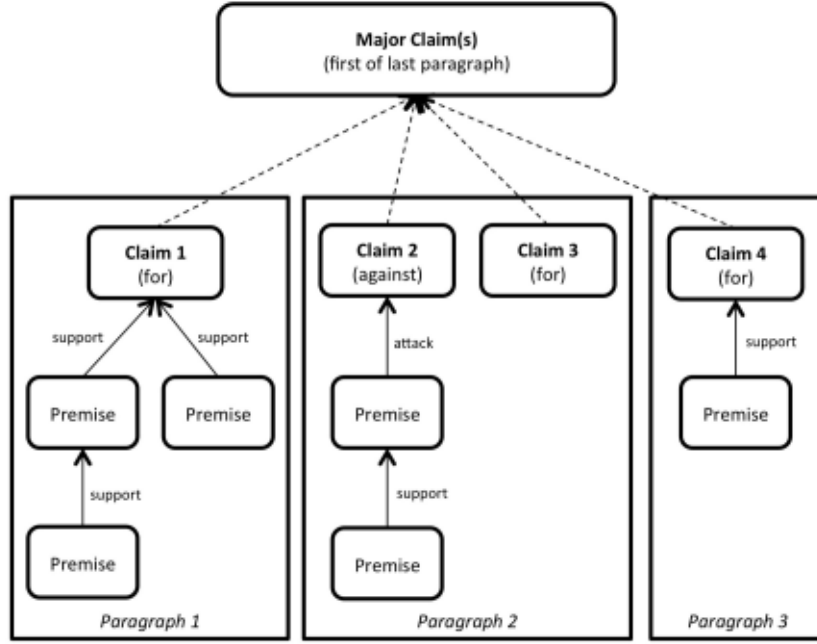 Major Claim(s)
(first of last paragraph)
Claim 1
(for)
support
support
Premise
Premise
support
Premise
Paragraph 1
Claim 2
(against)
Claim 3
(for)
attack
Premise
support
Premise
Paragraph 2
Claim 4
(for)
support
Premise
Paragraph 3